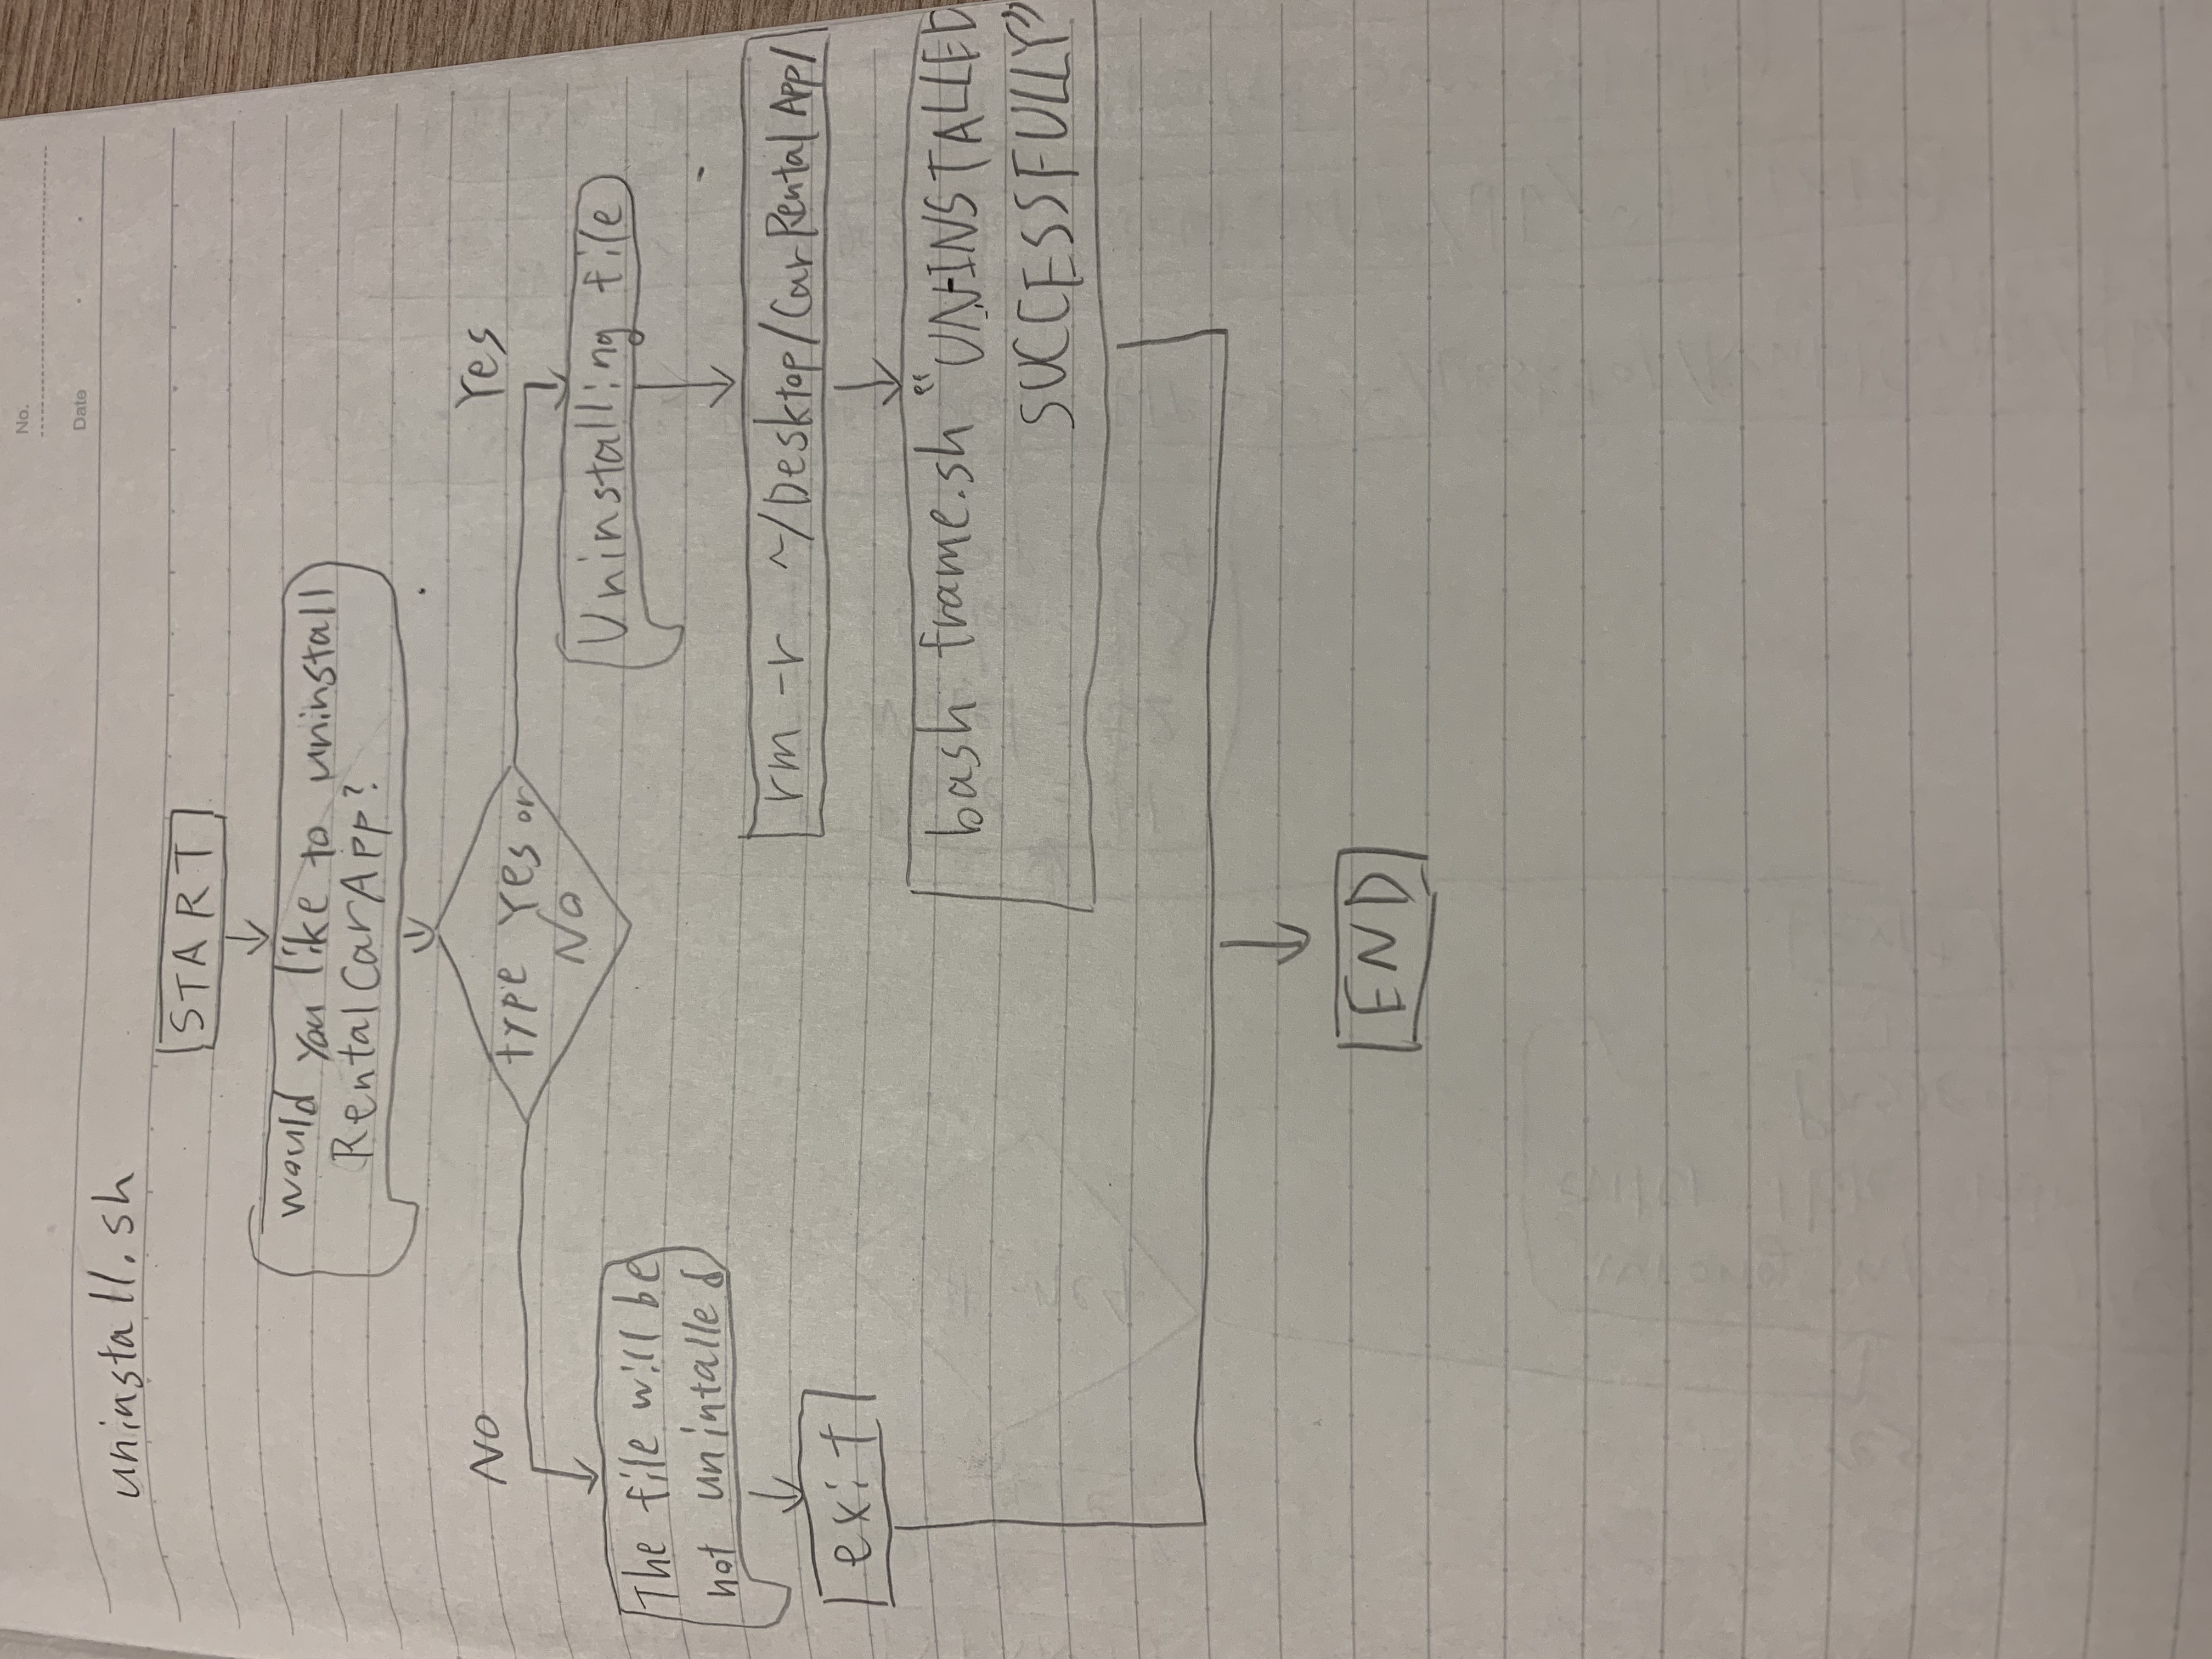 No.
Date
uninstall.sh
START
would you like to uninstall
RentalCarApp?
type Yes or
No
No
Yes
The file will be
not unintalled
exit
Uninstalling file
rm -r ~/Desktop/CarRentalApp/
bash frame.sh "UNINSTALLED
SUCCESSFULLY"
END